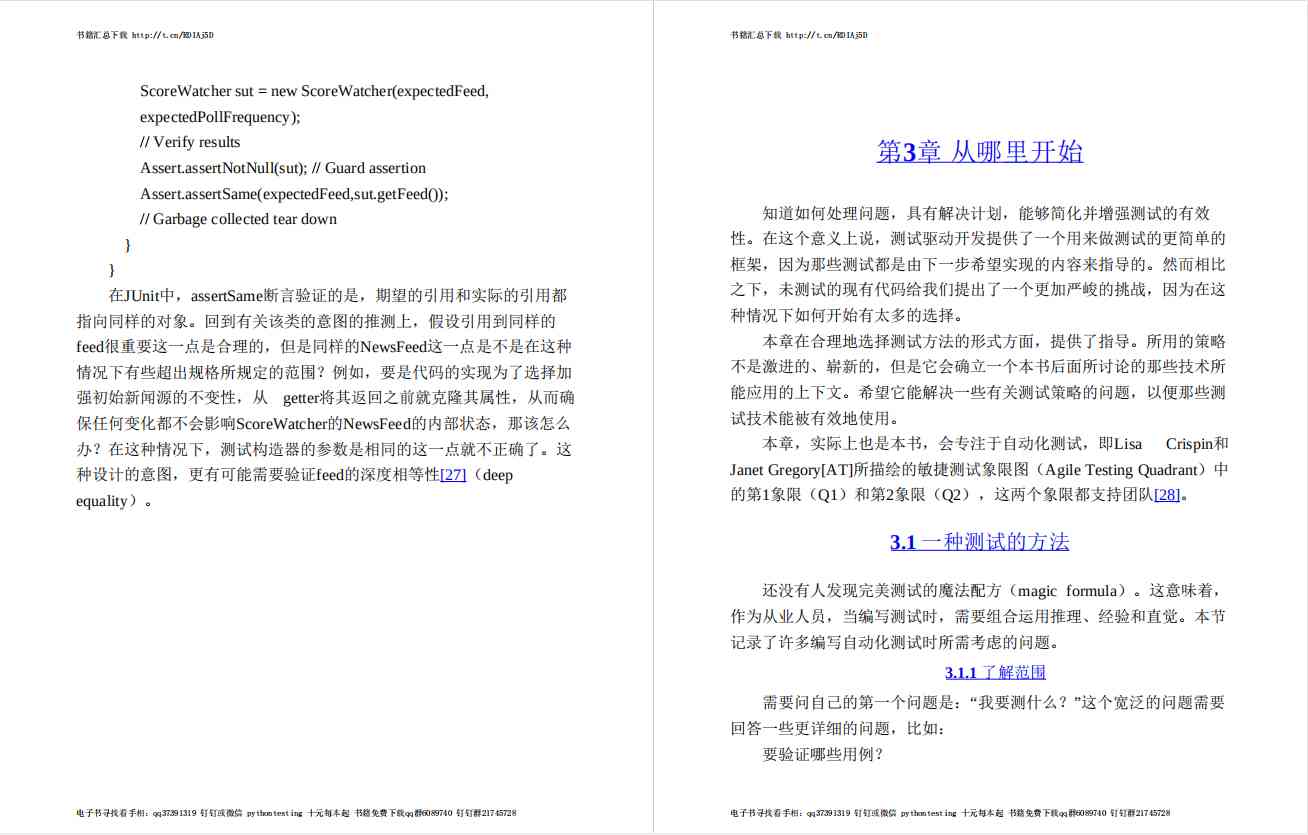 书籍汇总下载 http://t.cn/RDIAj5D
ScoreWatcher sut = new ScoreWatcher(expectedFeed,
expectedPollFrequency);
// Verify results
Assert.assertNotNull(sut); // Guard assertion
Assert.assertSame(expectedFeed,sut.getFeed());
// Garbage collected tear down
}
}
在JUnit中，assertSame断言验证的是，期望的引用和实际的引用都
指向同样的对象。回到有关该类的意图的推测上，假设引用到同样的
feed很重要这一点是合理的，但是同样的NewsFeed这一点是不是在这种
情况下有些超出规格所规定的范围？例如，要是代码的实现为了选择加
强初始新闻源的不变性，从 getter将其返回之前就克隆其属性，从而确
保任何变化都不会影响ScoreWatcher的NewsFeed的内部状态，那该怎么
办？在这种情况下，测试构造器的参数是相同的这一点就不正确了。这
种设计的意图，更有可能需要验证feed的深度相等性[27]（deep
equality）。
电子书寻找看手相：qq37391319 钉钉或微信 pythontesting 十元每本起 书籍免费下载qq群6089740 钉钉群21745728
书籍汇总下载 http://t.cn/RDIAj5D
第3章 从哪里开始
知道如何处理问题，具有解决计划，能够简化并增强测试的有效
性。在这个意义上说，测试驱动开发提供了一个用来做测试的更简单的
框架，因为那些测试都是由下一步希望实现的内容来指导的。然而相比
之下，未测试的现有代码给我们提出了一个更加严峻的挑战，因为在这
种情况下如何开始有太多的选择。
本章在合理地选择测试方法的形式方面，提供了指导。所用的策略
不是激进的、崭新的，但是它会确立一个本书后面所讨论的那些技术所
能应用的上下文。希望它能解决一些有关测试策略的问题，以便那些测
试技术能被有效地使用。
本章，实际上也是本书，会专注于自动化测试，即Lisa Crispin和
Janet Gregory[AT]所描绘的敏捷测试象限图（Agile Testing Quadrant）中
的第1象限（Q1）和第2象限（Q2），这两个象限都支持团队[28]。
3.1 一种测试的方法
还没有人发现完美测试的魔法配方（magic formula）。这意味着，
作为从业人员，当编写测试时，需要组合运用推理、经验和直觉。本节
记录了许多编写自动化测试时所需考虑的问题。
3.1.1 了解范围
需要问自己的第一个问题是：“我要测什么？”这个宽泛的问题需要
回答一些更详细的问题，比如：
要验证哪些用例？
电子书寻找看手相：qq37391319 钉钉或微信 pythontesting 十元每本起 书籍免费下载qq群6089740 钉钉群21745728